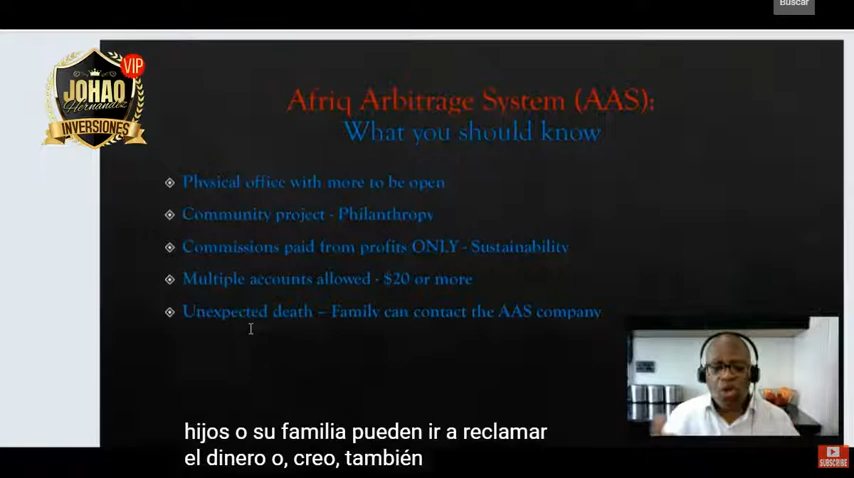 Buscar
VIP
JOHAO
Hernandez
INVERSIONES
Afriq Arbitrage System (AAS):
What you should know
Physical office with more to be open
Community project - Philanthropy
Commissions paid from profits ONLY - Sustainability
Multiple accounts allowed - $20 or more
Unexpected death – Family can contact the AAS company
hijos o su familia pueden ir a reclamar
el dinero o, creo, también
SUBSCRIBE